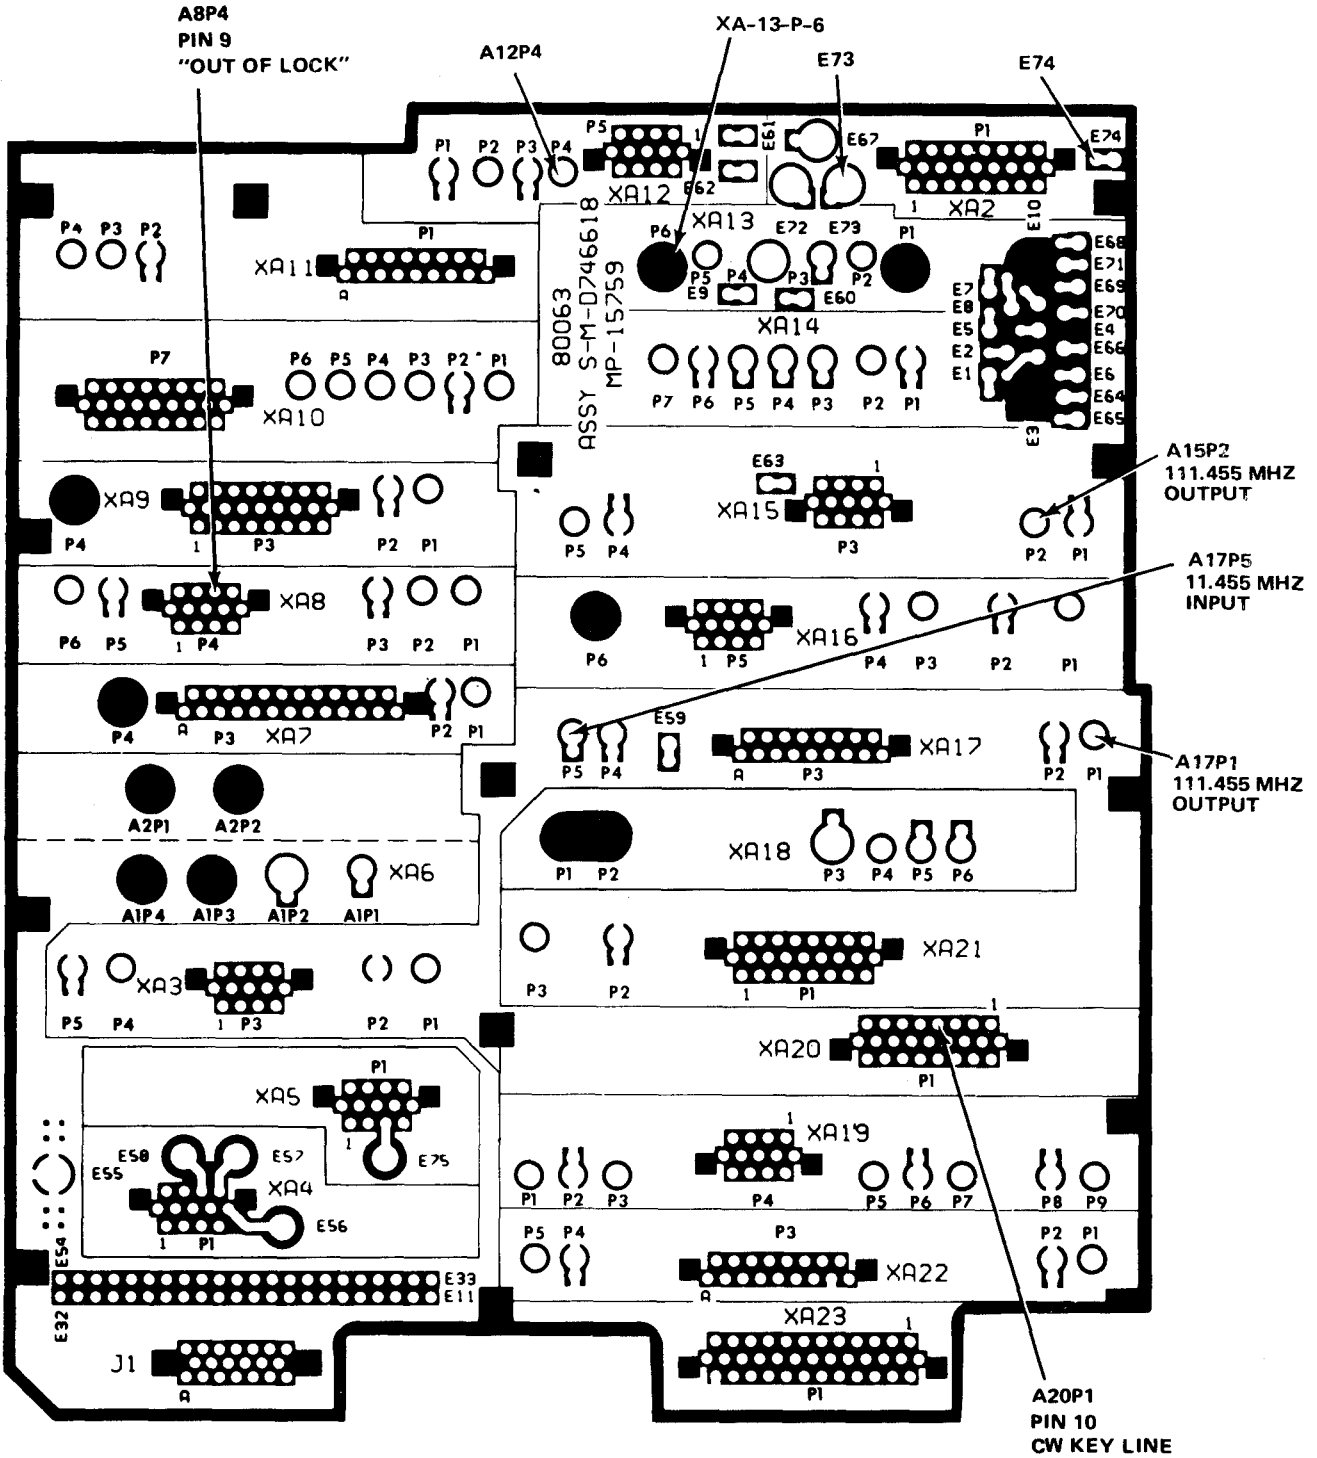 A8P4
PIN 9
"OUT OF LOCK"
A12P4
XA-13-P-6
E73
E74
P1 P2 P3 P4
P5
1
E61
E67
P1
E74
XA12
E62
1
XA2
E10
P4 P3 P2
P1
XA11
A
XA13
P6
E72 E73
P1
P5
P4
P3
P2
E9
E60
XA14
80063
ASSY S-M-D746618
MP-15759
E68
E71
E69
E70
E4
E66
E6
E64
E65
E7
E8
E5
E2
E1
E3
P7
P6 P5 P4 P3 P2 P1
XA10
P7 P6 P5 P4 P3 P2 P1
XA9
P4
1
P3
P2 P1
E63
1
XA15
P5 P4
P3
P2 P1
A15P2
111.455 MHZ
OUTPUT
XA8
P6 P5
1 P4
P3 P2 P1
XA16
P6
1 P5
P4 P3
P2
P1
A17P5
11.455 MHZ
INPUT
P4
A
P3
XA7
P2 P1
E59
XA17
P5 P4
A
P3
P2 P1
A17P1
111.455 MHZ
OUTPUT
A2P1 A2P2
XA18
P1 P2
P3 P4 P5 P6
XA6
A1P4 A1P3 A1P2 A1P1
XA21
P3
P2
1
P1
XA3
P5 P4
1 P3
P2 P1
1
XA20
P1
P1
XA5
1
E75
E58
E57
E55
XA4
E56
1
P1
1
XA19
P1 P2 P3
P4
P5 P6 P7
P8 P9
P5 P4
P3
P2 P1
XA22
A
E54
E33
E11
E32
XA23
1
P1
J1
A
A20P1
PIN 10
CW KEY LINE